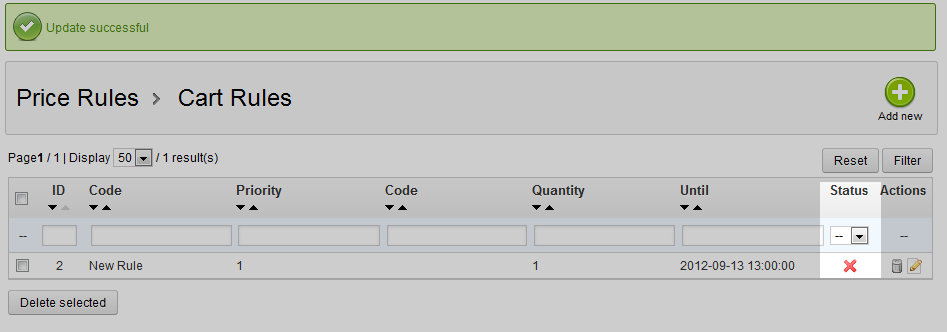 Update successful
Price Rules > Cart Rules
Add new
Page1 / 1 | Display 50 / 1 result(s)
Reset Filter
ID Code Priority Code Quantity Until Status Actions
-- -- --
2 New Rule 1 1 2012-09-13 13:00:00
Delete selected